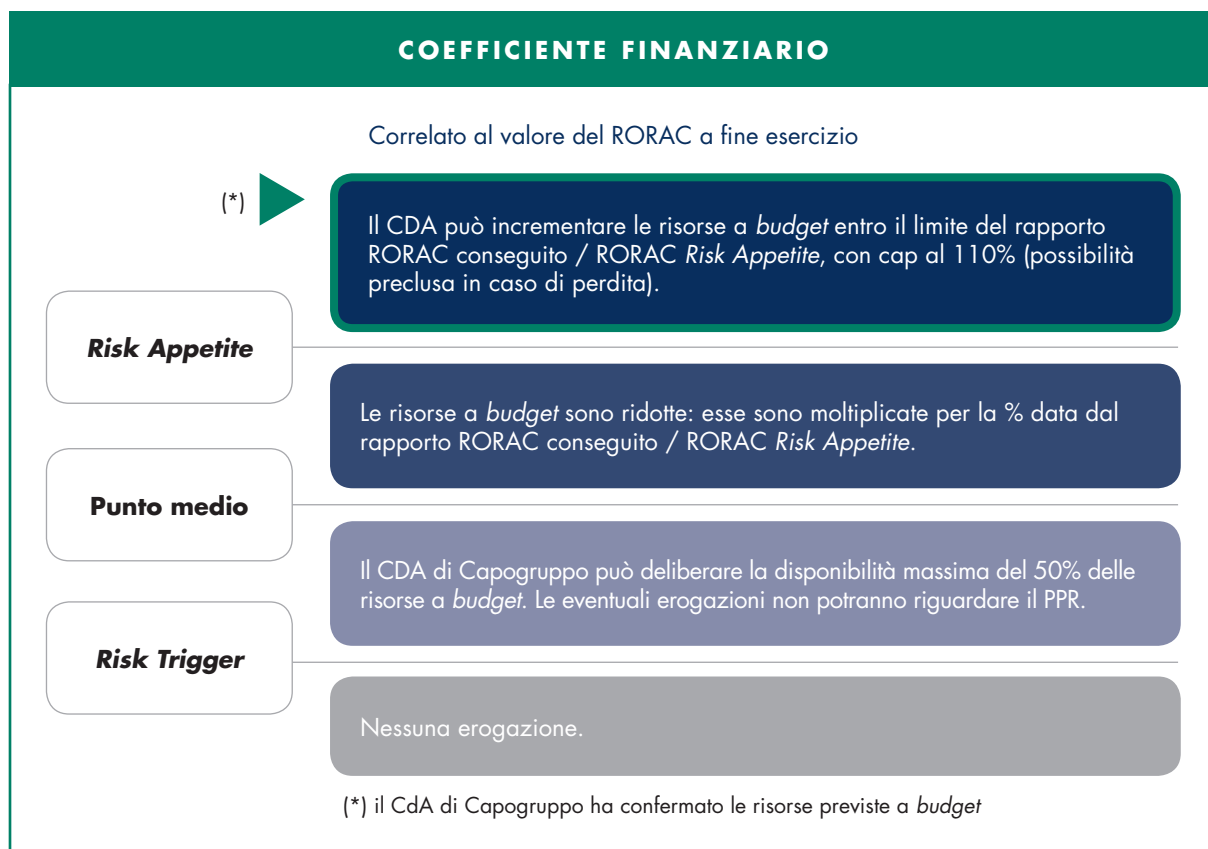 COEFFICIENTE FINANZIARIO
Correlato al valore del RORAC a fine esercizio
(*)
Il CDA può incrementare le risorse a budget entro il limite del rapporto
RORAC conseguito / RORAC Risk Appetite, con cap al 110% (possibilità
preclusa in caso di perdita).
Risk Appetite
Le risorse a budget sono ridotte: esse sono moltiplicate per la % data dal
rapporto RORAC conseguito / RORAC Risk Appetite.
Punto medio
Il CDA di Capogruppo può deliberare la disponibilità massima del 50% delle
risorse a budget. Le eventuali erogazioni non potranno riguardare il PPR.
Risk Trigger
Nessuna erogazione.
(*) il CdA di Capogruppo ha confermato le risorse previste a budget